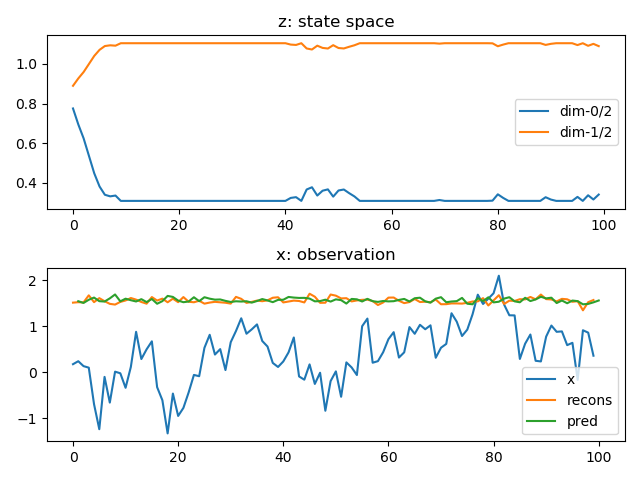 z: state space
1.0
0.8
0.6
0.4
dim-0/2
dim-1/2
0 20 40 60 80 100
x: observation
2
1
0
−1
x
recons
pred
0 20 40 60 80 100